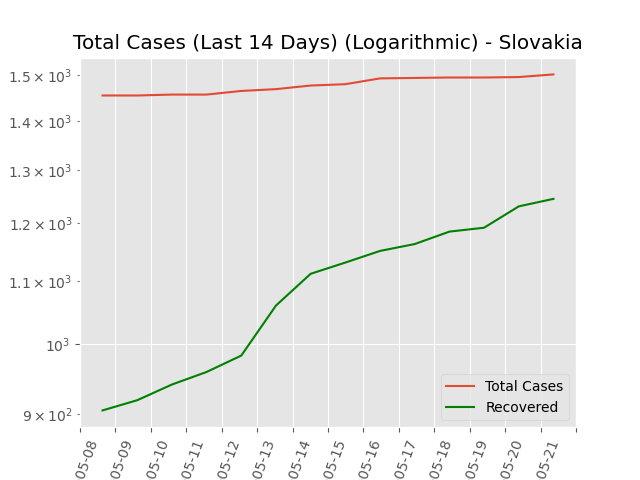 Total Cases (Last 14 Days) (Logarithmic) - Slovakia
1.5 × 10³
1.4 × 10³
1.3 × 10³
1.2 × 10³
1.1 × 10³
10³
9 × 10²
Total Cases
Recovered
05-08
05-09
05-10
05-11
05-12
05-13
05-14
05-15
05-16
05-17
05-18
05-19
05-20
05-21